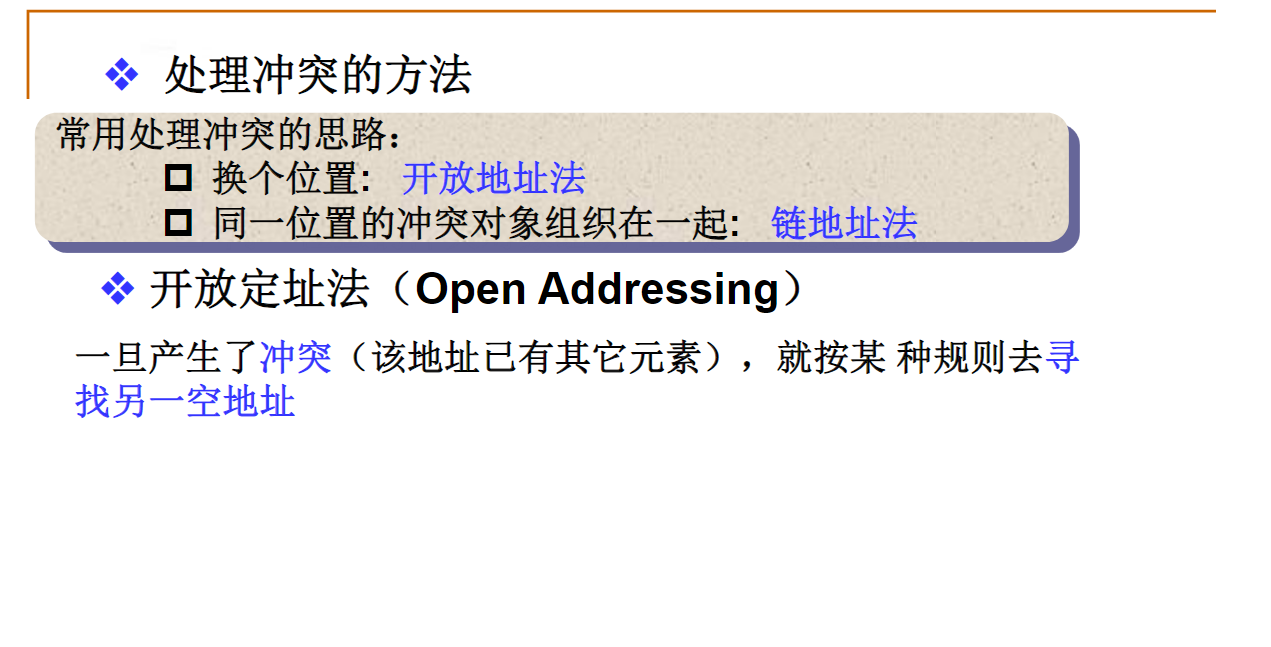 处理冲突的方法
常用处理冲突的思路：
换个位置: 开放地址法
同一位置的冲突对象组织在一起: 链地址法
开放定址法（Open Addressing）
一旦产生了冲突（该地址已有其它元素），就按某 种规则去寻
找另一空地址